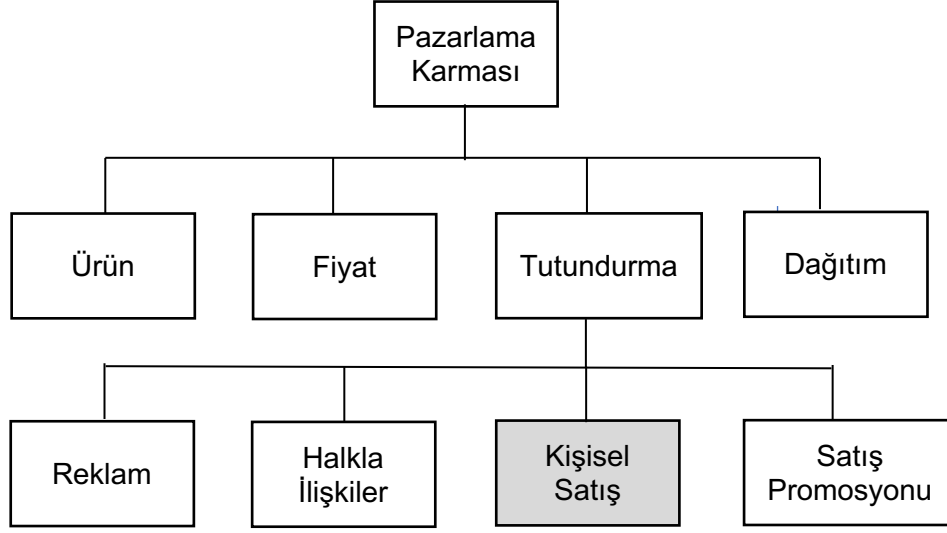 Pazarlama
Karması
Ürün
Fiyat
Tutundurma
Dağıtım
Reklam
Halkla
İlişkiler
Kişisel
Satış
Satış
Promosyonu